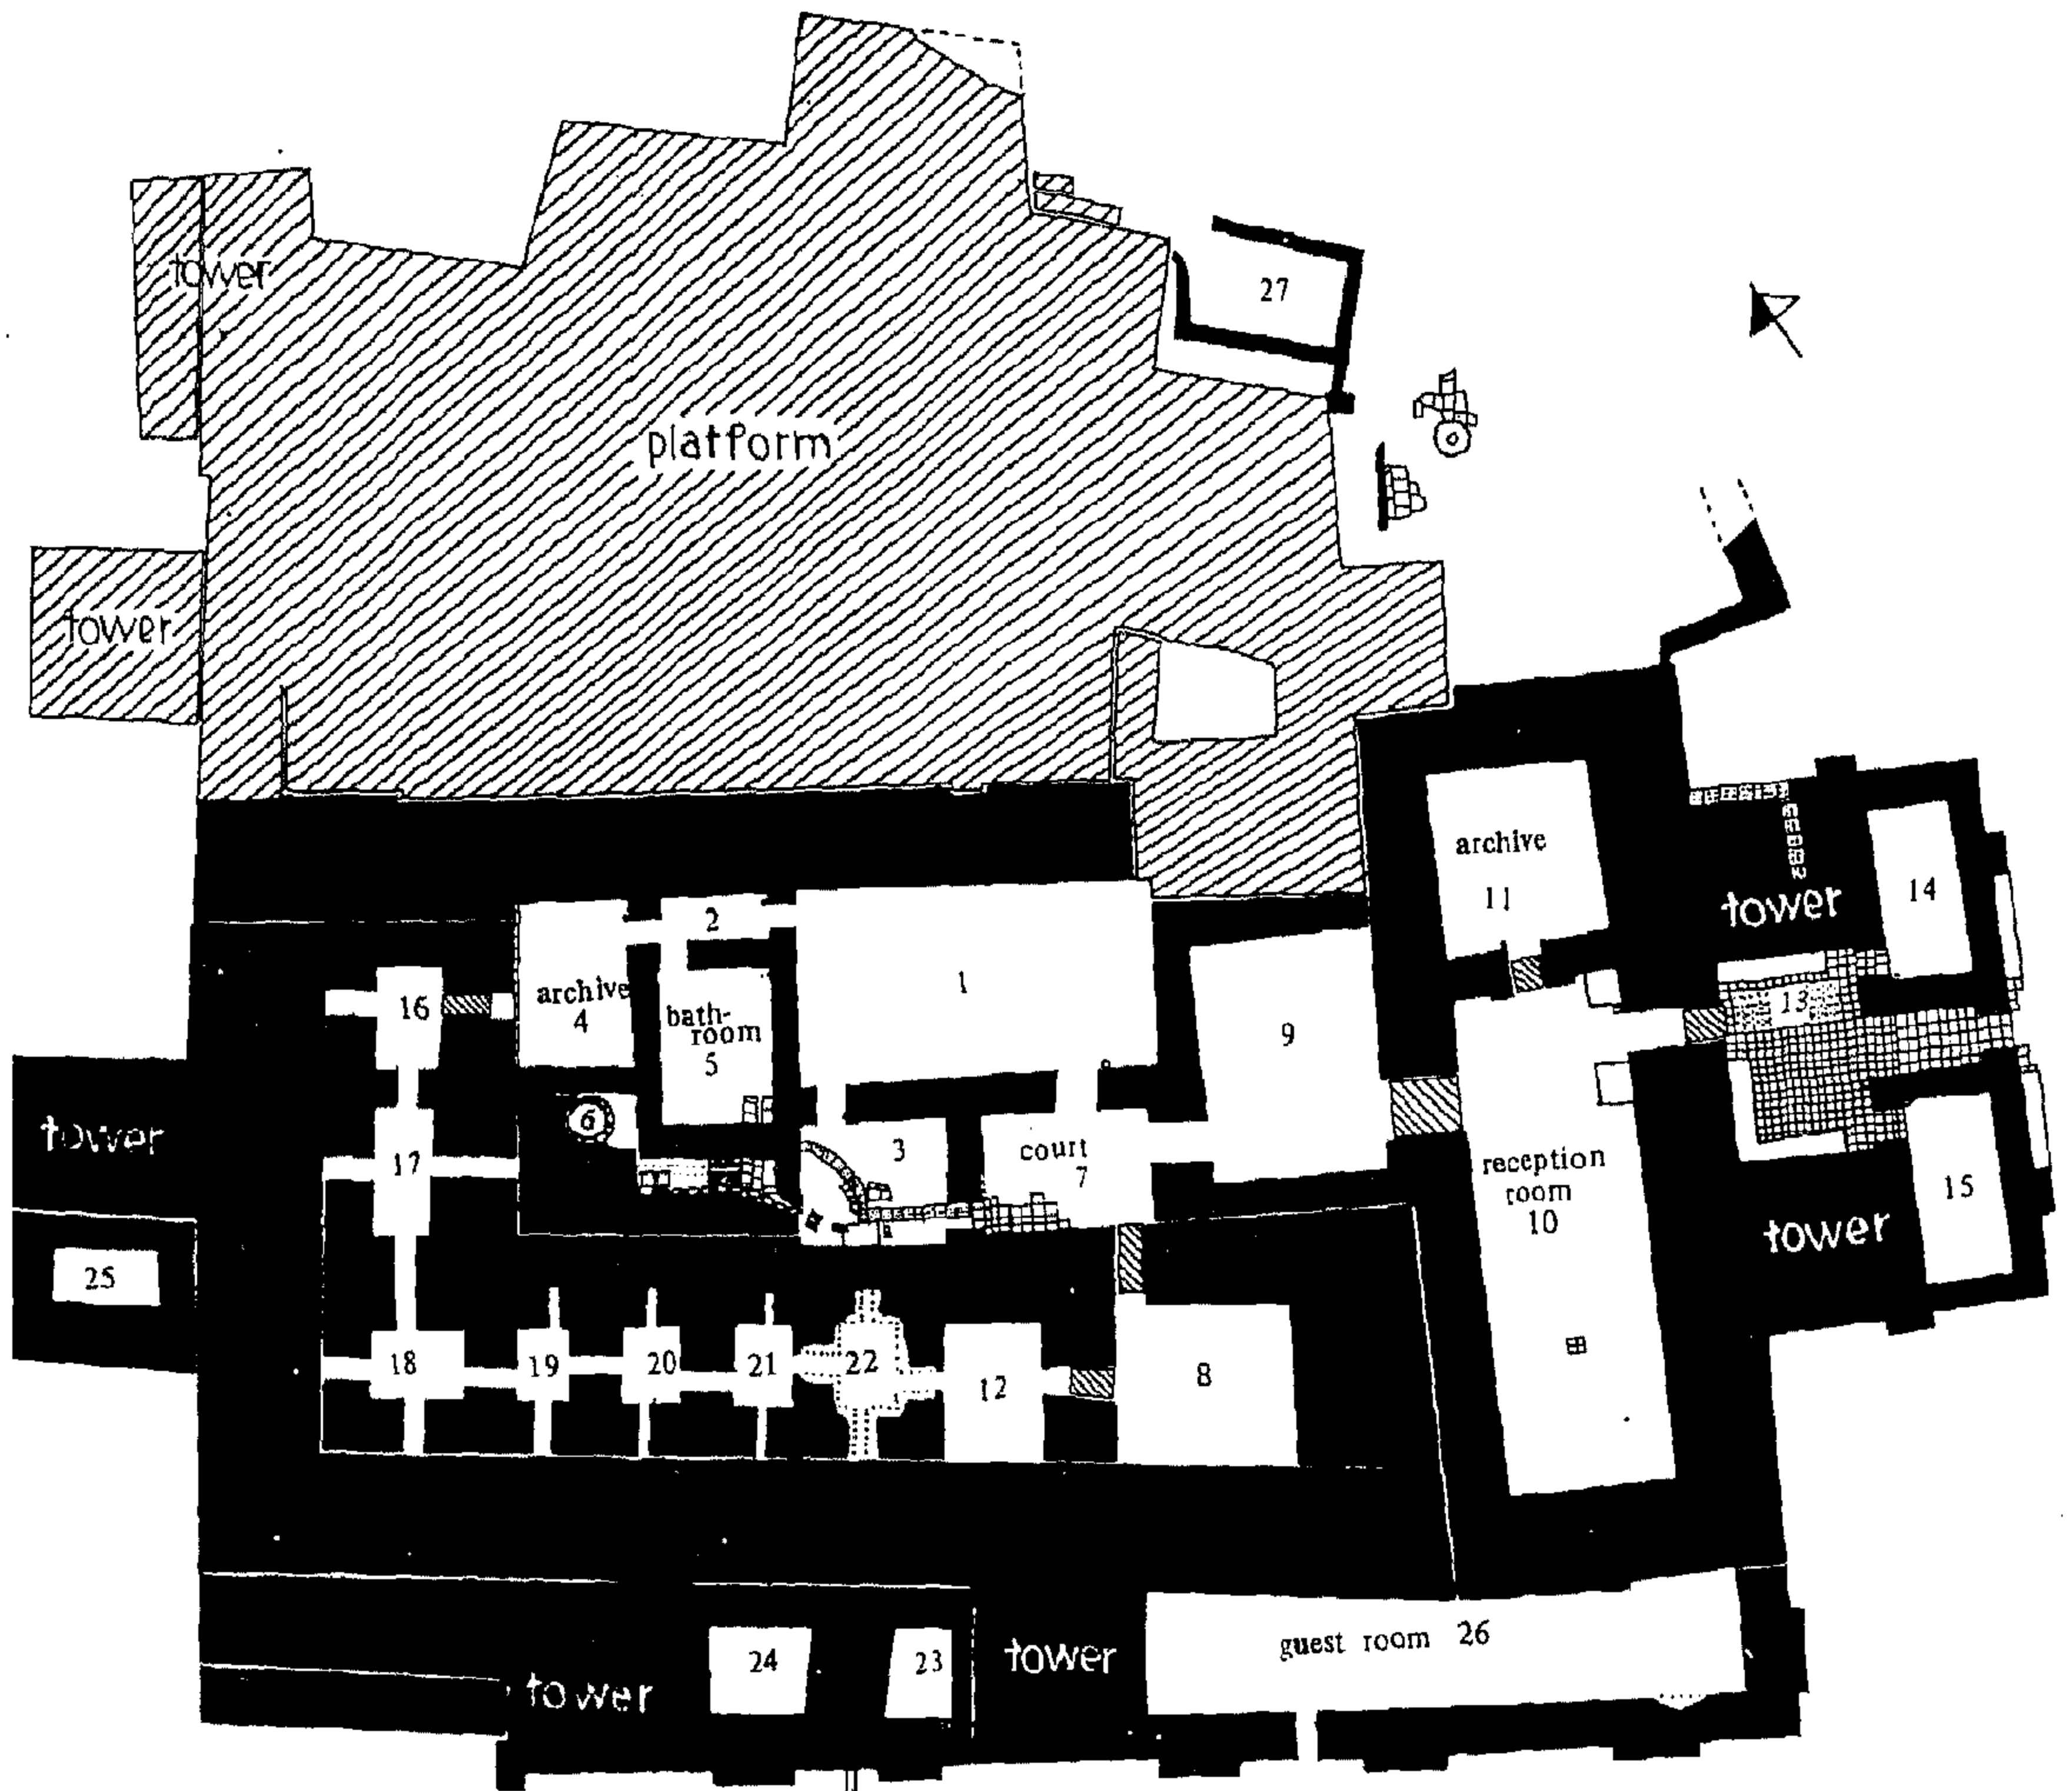 tower
27
platform
tower
archive
11
tower
14
2
1
archive
4
bath-
room
5
16
9
13
6
tower
17
3
court
7
reception
room
10
15
tower
25
18
19
20
21
22
12
8
guest room 26
24
23
tower
tower